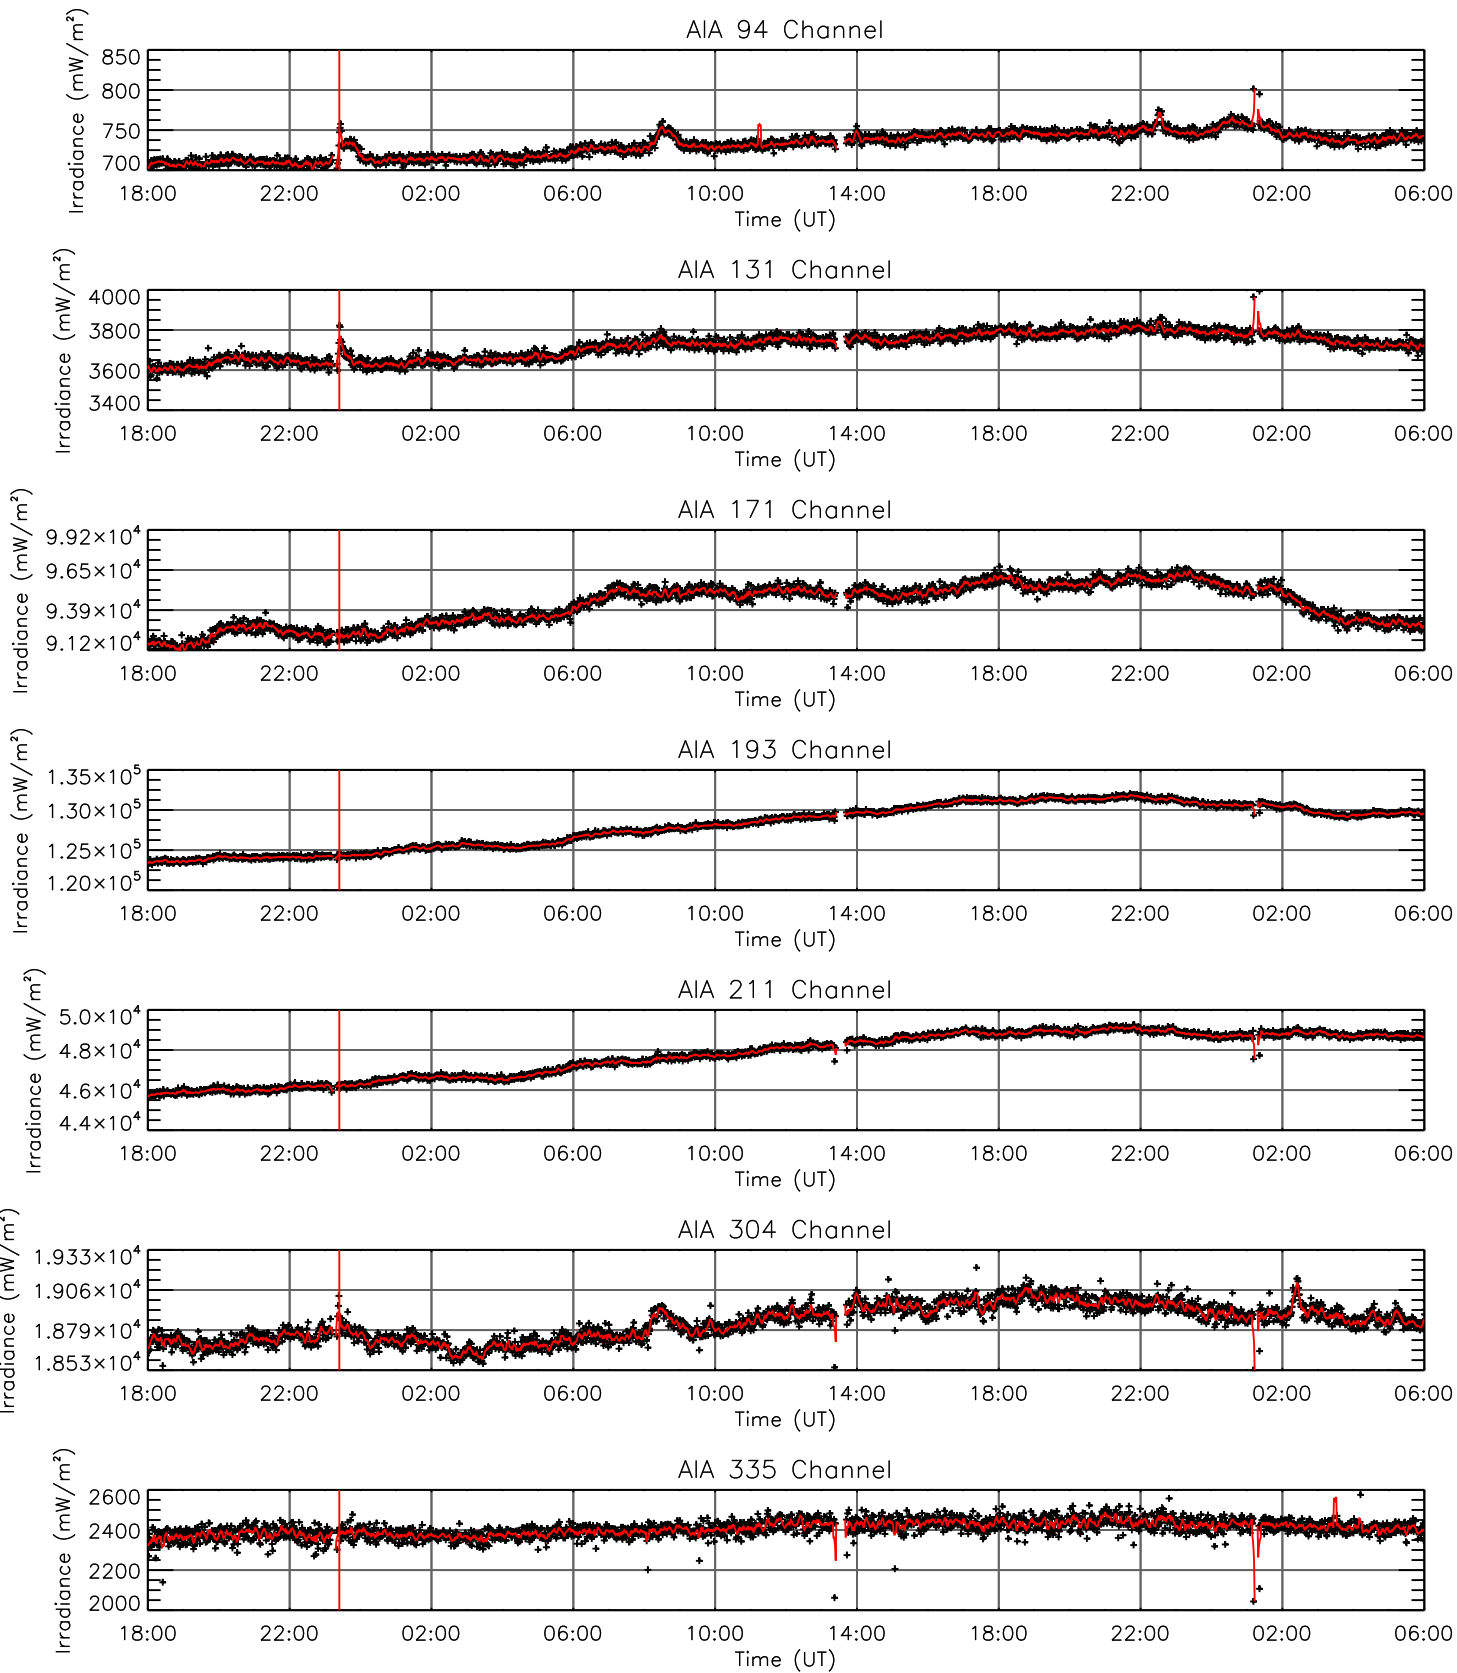 AIA 94 Channel
Irradiance (mW/m²)
850
800
750
700
18:00 22:00 02:00 06:00 10:00 14:00 18:00 22:00 02:00 06:00
Time (UT)
AIA 131 Channel
Irradiance (mW/m²)
4000
3800
3600
3400
18:00 22:00 02:00 06:00 10:00 14:00 18:00 22:00 02:00 06:00
Time (UT)
AIA 171 Channel
Irradiance (mW/m²)
9.92×10⁴
9.65×10⁴
9.39×10⁴
9.12×10⁴
18:00 22:00 02:00 06:00 10:00 14:00 18:00 22:00 02:00 06:00
Time (UT)
AIA 193 Channel
Irradiance (mW/m²)
1.35×10⁵
1.30×10⁵
1.25×10⁵
1.20×10⁵
18:00 22:00 02:00 06:00 10:00 14:00 18:00 22:00 02:00 06:00
Time (UT)
AIA 211 Channel
Irradiance (mW/m²)
5.0×10⁴
4.8×10⁴
4.6×10⁴
4.4×10⁴
18:00 22:00 02:00 06:00 10:00 14:00 18:00 22:00 02:00 06:00
Time (UT)
AIA 304 Channel
Irradiance (mW/m²)
1.933×10⁴
1.906×10⁴
1.879×10⁴
1.853×10⁴
18:00 22:00 02:00 06:00 10:00 14:00 18:00 22:00 02:00 06:00
Time (UT)
AIA 335 Channel
Irradiance (mW/m²)
2600
2400
2200
2000
18:00 22:00 02:00 06:00 10:00 14:00 18:00 22:00 02:00 06:00
Time (UT)